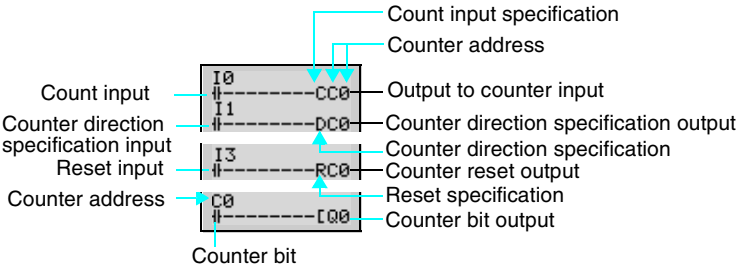 Count input specification
Counter address
I0
Count input
╫--------CC0
Output to counter input
I1
Counter direction
specification input
╫--------DC0
Counter direction specification output
Counter direction specification
I3
Reset input
╫--------RC0
Counter reset output
Reset specification
Counter address
C0
╫--------[Q0
Counter bit output
Counter bit